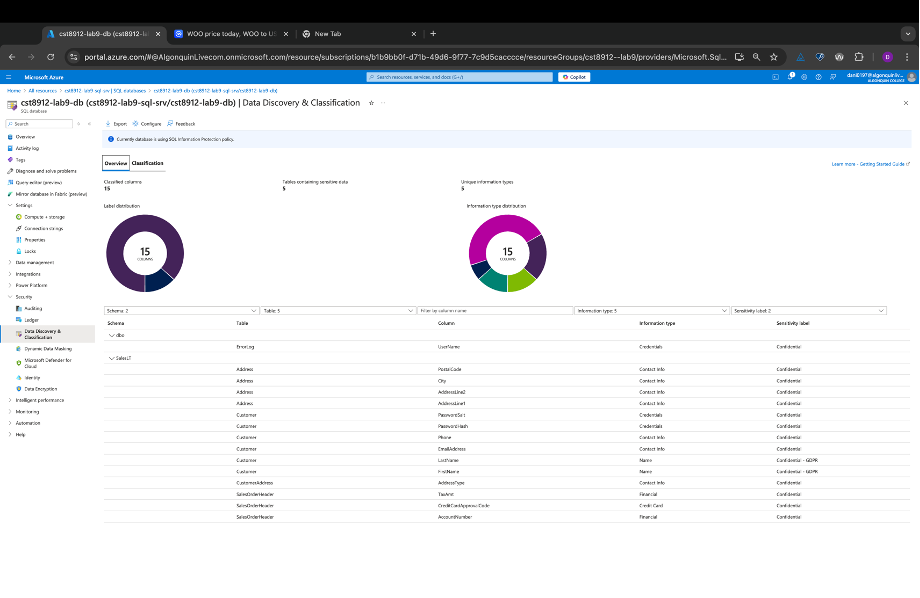 cst8912-lab9-db (cst8912-lab
WOO price today, WOO to US
New Tab
portal.azure.com/#@AlgonquinLivecom.onmicrosoft.com/resource/subscriptions/b1b9bb0f-d71b-49d6-9f77-7c9d5cacccce/resourceGroups/cst8912--lab9/providers/Microsoft.Sql...
Microsoft Azure
Search resources, services, and docs (G+/)
Copilot
dani0197@algonquinliv...
ALGONQUIN COLLEGE
Home > All resources > cst8912-lab9-sql-srv | SQL databases > cst8912-lab9-db (cst8912-lab9-sql-srv/cst8912-lab9-db)
cst8912-lab9-db (cst8912-lab9-sql-srv/cst8912-lab9-db) | Data Discovery & Classification
SQL database
Search
Export Configure Feedback
Overview
Activity log
Tags
Diagnose and solve problems
Query editor (preview)
Mirror database in Fabric (preview)
Settings
Compute + storage
Connection strings
Properties
Locks
Data management
Integrations
Power Platform
Security
Auditing
Ledger
Data Discovery &
Classification
Dynamic Data Masking
Microsoft Defender for
Cloud
Identity
Data Encryption
Intelligent performance
Monitoring
Automation
Help
Currently database is using SQL Information Protection policy.
Overview Classification
Learn more - Getting Started Guide
Classified columns
15
Tables containing sensitive data
5
Unique information types
5
Label distribution
15
COLUMNS
Information type distribution
15
COLUMNS
Schema: 2 Table: 5 Filter by column name Information type: 5 Sensitivity label: 2
Schema Table Column Information type Sensitivity label
dbo
ErrorLog UserName Credentials Confidential
SalesLT
Address PostalCode Contact Info Confidential
Address City Contact Info Confidential
Address AddressLine2 Contact Info Confidential
Address AddressLine1 Contact Info Confidential
Customer PasswordSalt Credentials Confidential
Customer PasswordHash Credentials Confidential
Customer Phone Contact Info Confidential
Customer EmailAddress Contact Info Confidential
Customer LastName Name Confidential - GDPR
Customer FirstName Name Confidential - GDPR
CustomerAddress AddressType Contact Info Confidential
SalesOrderHeader TaxAmt Financial Confidential
SalesOrderHeader CreditCardApprovalCode Credit Card Confidential
SalesOrderHeader AccountNumber Financial Confidential